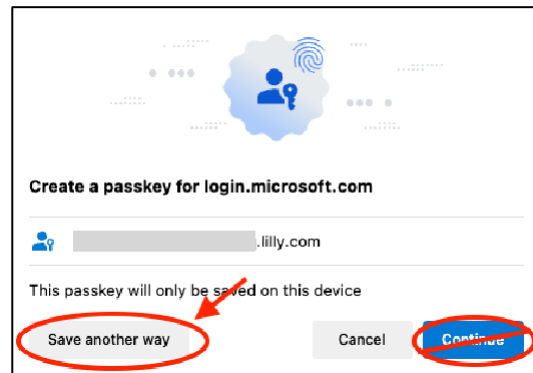 Create a passkey for login.microsoft.com
.lilly.com
This passkey will only be saved on this device
Save another way Cancel Continue